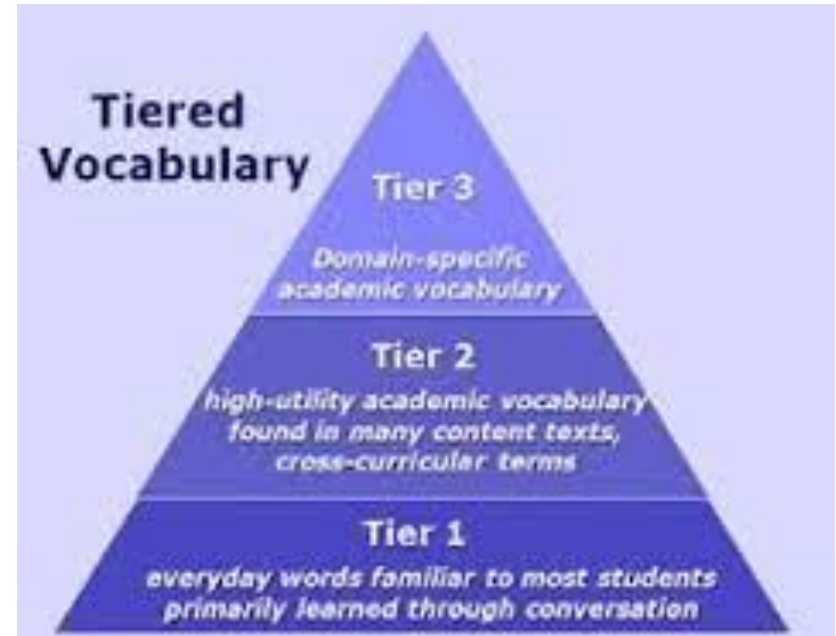 Tiered
Vocabulary
Tier 3
Domain-specific
academic vocabulary
Tier 2
high-utility academic vocabulary
found in many content texts,
cross-curricular terms
Tier 1
everyday words familiar to most students
primarily learned through conversation